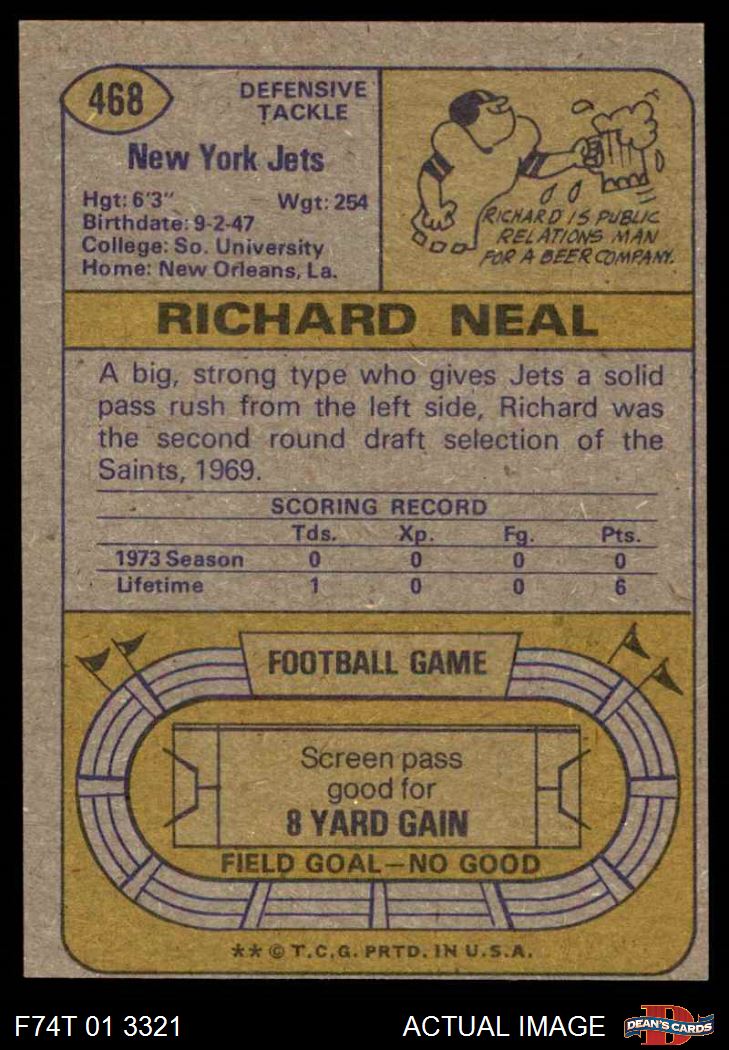 468
DEFENSIVE
TACKLE
New York Jets
Hgt: 6'3" Wgt: 254
Birthdate: 9-2-47
College: So. University
Home: New Orleans, La.
RICHARD IS PUBLIC
RELATIONS MAN
FOR A BEER COMPANY.
RICHARD NEAL
A big, strong type who gives Jets a solid
pass rush from the left side, Richard was
the second round draft selection of the
Saints, 1969.
SCORING RECORD
Tds. Xp. Fg. Pts.
1973 Season 0 0 0 0
Lifetime 1 0 0 6
FOOTBALL GAME
Screen pass
good for
8 YARD GAIN
FIELD GOAL—NO GOOD
** © T.C.G. PRTD. IN U.S.A.
F74T 01 3321 ACTUAL IMAGE
D
DEAN'S CARDS